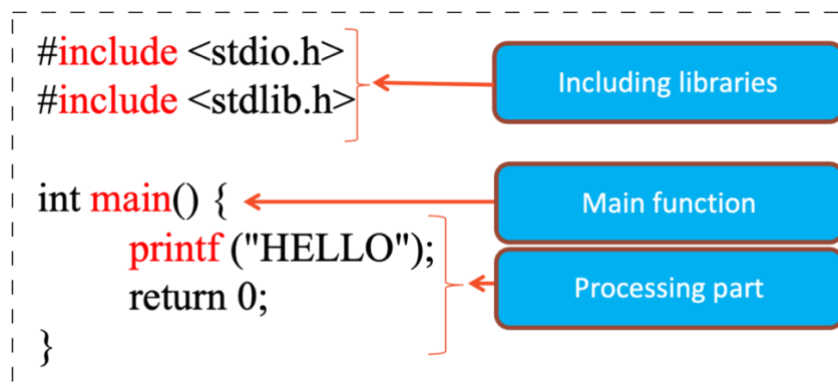 #include <stdio.h>
#include <stdlib.h>
Including libraries
int main() {
Main function
printf ("HELLO");
return 0;
Processing part
}